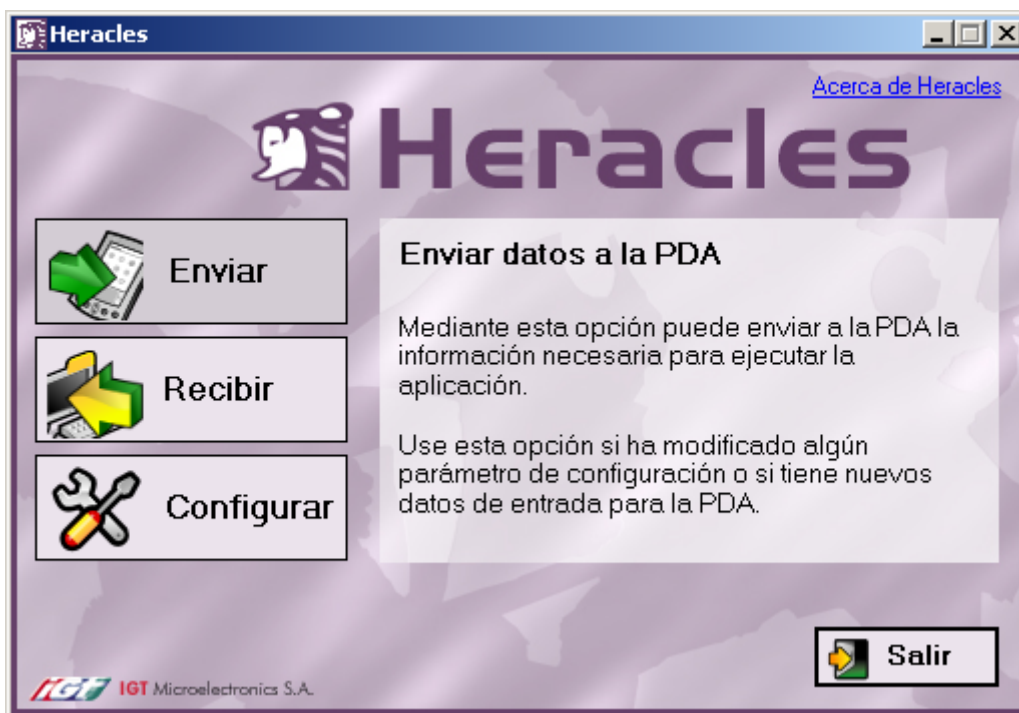 Heracles
Acerca de Heracles
Heracles
Enviar
Recibir
Configurar
Enviar datos a la PDA
Mediante esta opción puede enviar a la PDA la
información necesaria para ejecutar la
aplicación.
Use esta opción si ha modificado algún
parámetro de configuración o si tiene nuevos
datos de entrada para la PDA.
Salir
IGT IGT Microelectronics S.A.